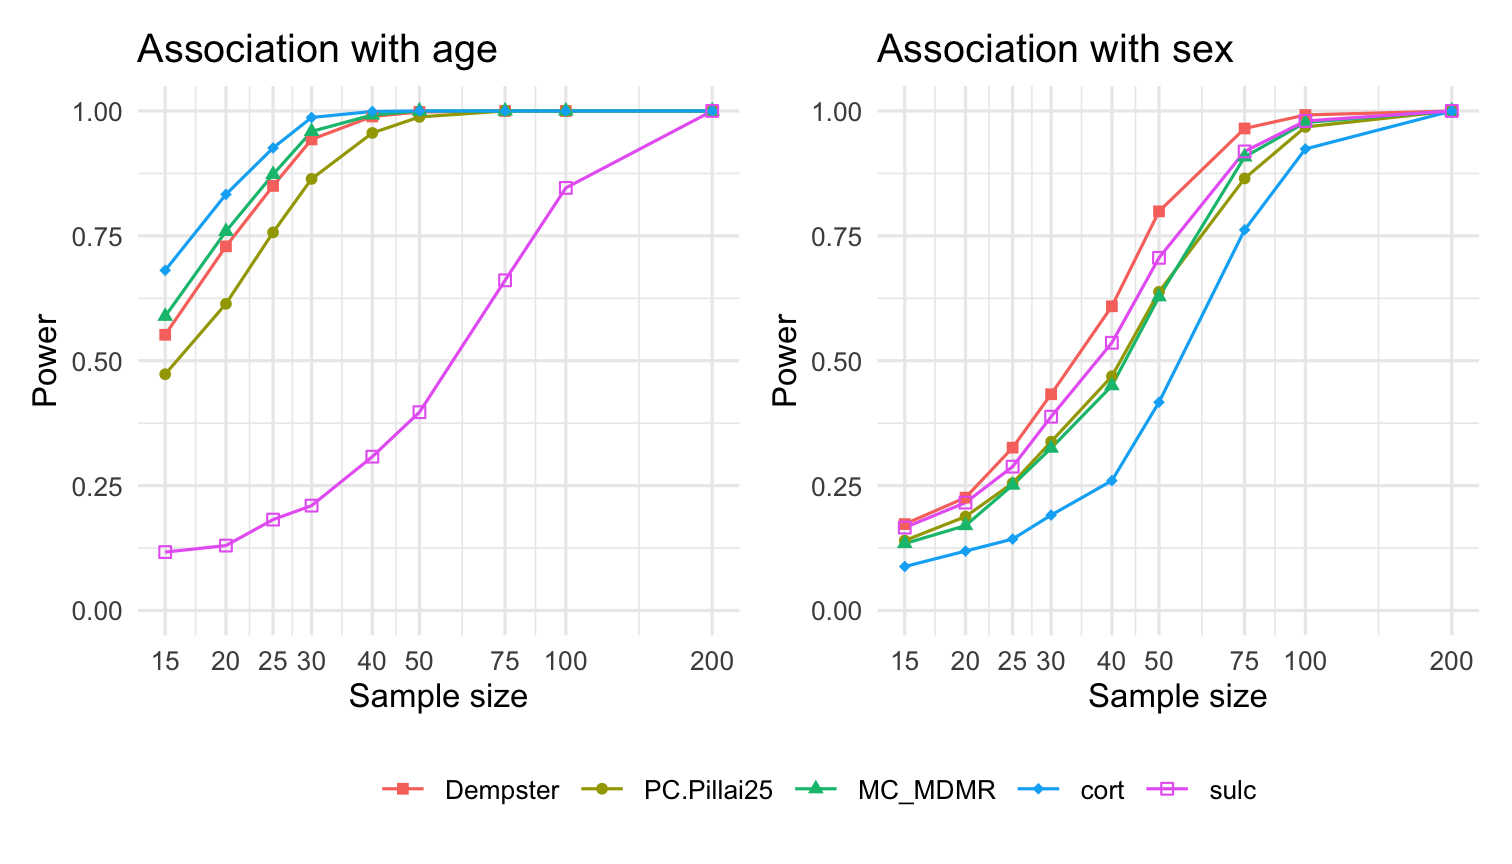 Association with age
Association with sex
1.00
0.75
0.50
0.25
0.00
Power
15 20 25 30 40 50 75 100 200
Sample size
1.00
0.75
0.50
0.25
0.00
Power
15 20 25 30 40 50 75 100 200
Sample size
Dempster PC.Pillai25 MC_MDMR cort sulc